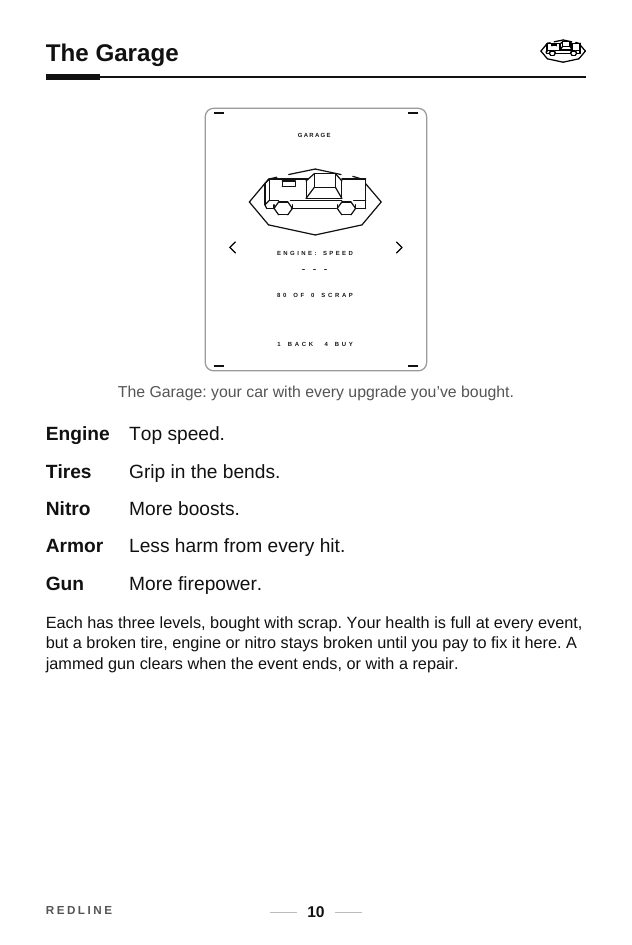 The Garage
GARAGE
ENGINE: SPEED
- - -
80 OF 0 SCRAP
1 BACK 4 BUY
The Garage: your car with every upgrade you’ve bought.
Engine Top speed.
Tires Grip in the bends.
Nitro More boosts.
Armor Less harm from every hit.
Gun More firepower.
Each has three levels, bought with scrap. Your health is full at every event,
but a broken tire, engine or nitro stays broken until you pay to fix it here. A
jammed gun clears when the event ends, or with a repair.
REDLINE
10